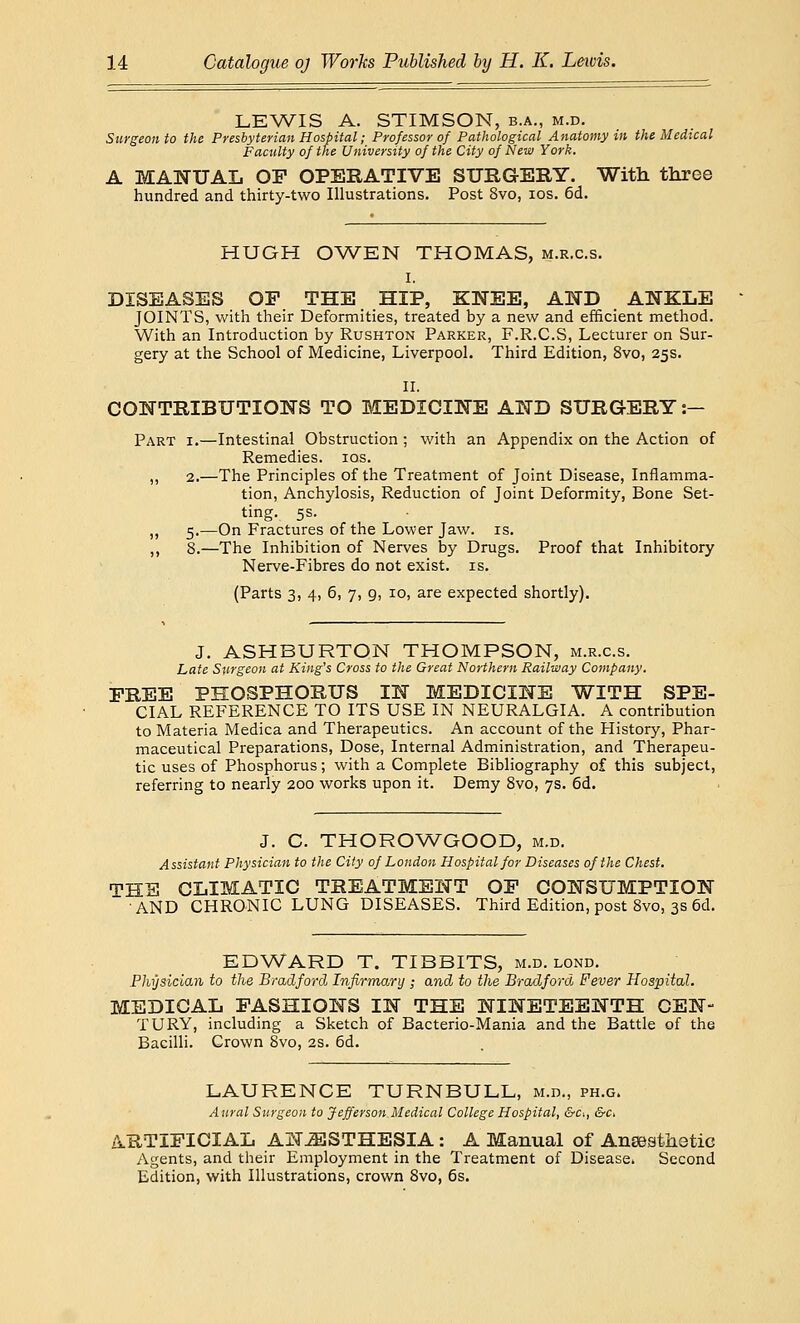 14 Catalogue oj Works Published by H. K. Lewis.
LEWIS A. STIMSON, B.A., M.D.
Surgeon to the Presbyterian Hospital; Professor of Pathological Anatomy in the Medical
Faculty of the University of the City of New York.
A MANUAL OF OPERATIVE SURGERY. With three
hundred and thirty-two Illustrations. Post 8vo, 10s. 6d.
HUGH OWEN THOMAS, M.R.C.S.
I.
DISEASES OF THE HIP, KNEE, AND ANKLE
JOINTS, with their Deformities, treated by a new and efficient method.
With an Introduction by RUSHTON PARKER, F.R.C.S, Lecturer on Sur-
gery at the School of Medicine, Liverpool. Third Edition, 8vo, 25s.
II.
CONTRIBUTIONS TO MEDICINE AND SURGERY:—
PART 1.—Intestinal Obstruction; with an Appendix on the Action of
Remedies. 10s.
„ 2.—The Principles of the Treatment of Joint Disease, Inflamma-
tion, Anchylosis, Reduction of Joint Deformity, Bone Set-
ting. 5s.
„ 5.—On Fractures of the Lower Jaw. 1s.
„ 8.—The Inhibition of Nerves by Drugs. Proof that Inhibitory
Nerve-Fibres do not exist. 1s.
(Parts 3, 4, 6, 7, 9, 10, are expected shortly).
J. ASHBURTON THOMPSON, M.R.C.S.
Late Surgeon at King's Cross to the Great Northern Railway Company.
FREE PHOSPHORUS IN MEDICINE WITH SPE-
CIAL REFERENCE TO ITS USE IN NEURALGIA. A contribution
to Materia Medica and Therapeutics. An account of the History, Phar-
maceutical Preparations, Dose, Internal Administration, and Therapeu-
tic uses of Phosphorus; with a Complete Bibliography of this subject,
referring to nearly 200 works upon it. Demy 8vo, 7s. 6d.
J. C. THOROWGOOD, M.D.
Assistant Physician to the City of London Hospital for Diseases of the Chest.
THE CLIMATIC TREATMENT OF CONSUMPTION
AND CHRONIC LUNG DISEASES. Third Edition, post 8vo, 3s 6d.
EDWARD T. TIBBITS, M.D. LOND.
Physician to the Bradford Infirmary; and to the Bradford Fever Hospital.
MEDICAL FASHIONS IN THE NINETEENTH CEN-
TURY, including a Sketch of Bacterio-Mania and the Battle of the
Bacilli. Crown 8vo, 2s. 6d.
LAURENCE TURNBULL, M.D., PH.G.
Aural Surgeon to Jefferson Medical College Hospital, &c., &c.
ARTIFICIAL ANÆSTHESIA: A Manual of Anæsthetic
Agents, and their Employment in the Treatment of Disease. Second
Edition, with Illustrations, crown 8vo, 6s.